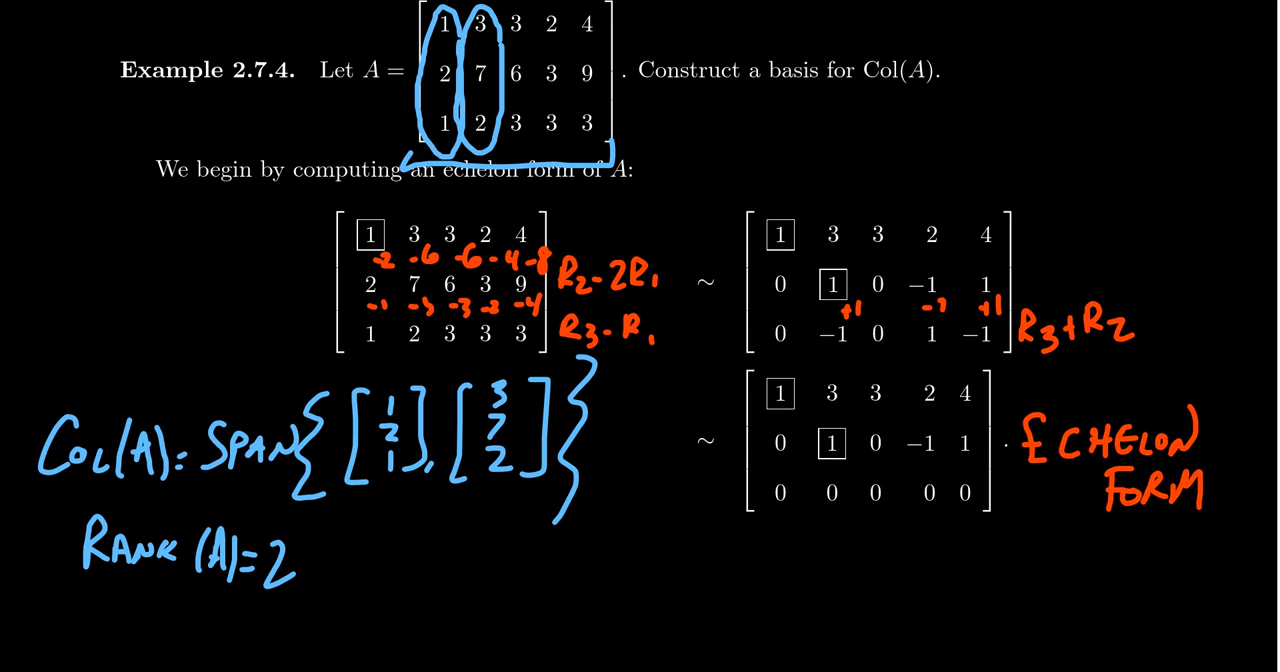 1 3 3 2 4
Example 2.7.4. Let A = 2 7 6 3 9 . Construct a basis for Col(A).
1 2 3 3 3
We begin by computing an echelon form of A:
1 3 3 2 4
-2 -6 -6 -4 -8
2 7 6 3 9 R2 - 2R1
-1 -3 -3 -2 -4
1 2 3 3 3 R3 - R1
~
1 3 3 2 4
0 1 0 −1 1
+1 -1 +1
0 −1 0 1 −1 R3 + R2
~
1 3 3 2 4
0 1 0 −1 1 .
0 0 0 0 0
ECHELON
FORM
COL(A) = SPAN { [1 2 1], [3 7 2] }
RANK (A) = 2